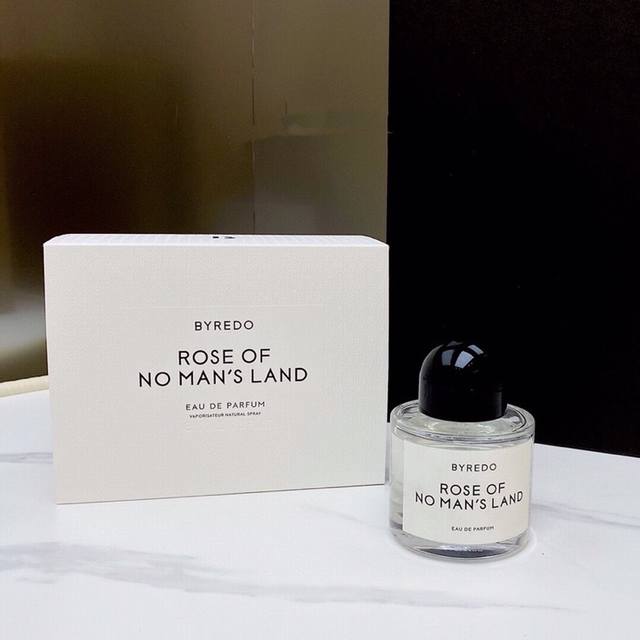 BYREDO
ROSE OF
NO MAN'S LAND
EAU DE PARFUM
VAPORISATEUR NATURAL SPRAY
BYREDO
ROSE OF
NO MAN'S LAND
EAU DE PARFUM